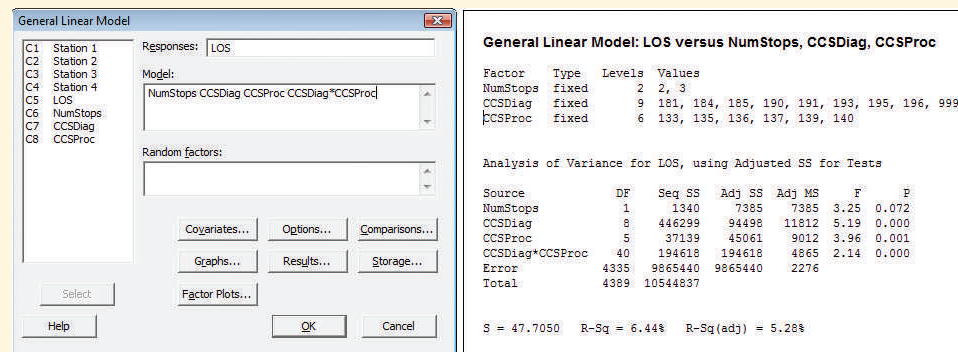 General Linear Model
C1 Station 1
C2 Station 2
C3 Station 3
C4 Station 4
C5 LOS
C6 NumStops
C7 CCSDiag
C8 CCSProc
Responses: LOS
Model:
NumStops CCSDiag CCSProc CCSDiag*CCSProc
Random factors:
Covariates... Options... Comparisons...
Graphs... Results... Storage...
Select Factor Plots...
Help OK Cancel
General Linear Model: LOS versus NumStops, CCSDiag, CCSProc
Factor Type Levels Values
NumStops fixed 2 2, 3
CCSDiag fixed 9 181, 184, 185, 190, 191, 193, 195, 196, 999
CCSProc fixed 6 133, 135, 136, 137, 139, 140
Analysis of Variance for LOS, using Adjusted SS for Tests
Source DF Seq SS Adj SS Adj MS F P
NumStops 1 1340 7385 7385 3.25 0.072
CCSDiag 8 446299 94498 11812 5.19 0.000
CCSProc 5 37139 45061 9012 3.96 0.001
CCSDiag*CCSProc 40 194618 194618 4865 2.14 0.000
Error 4335 9865440 9865440 2276
Total 4389 10544837
S = 47.7050 R-Sq = 6.44% R-Sq(adj) = 5.28%